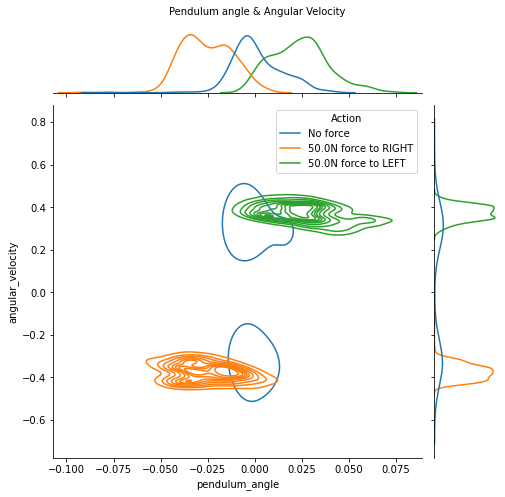 Pendulum angle & Angular Velocity
Action
No force
50.0N force to RIGHT
50.0N force to LEFT
0.8
0.6
0.4
0.2
0.0
−0.2
−0.4
−0.6
angular_velocity
−0.100
−0.075
−0.050
−0.025
0.000
0.025
0.050
0.075
pendulum_angle